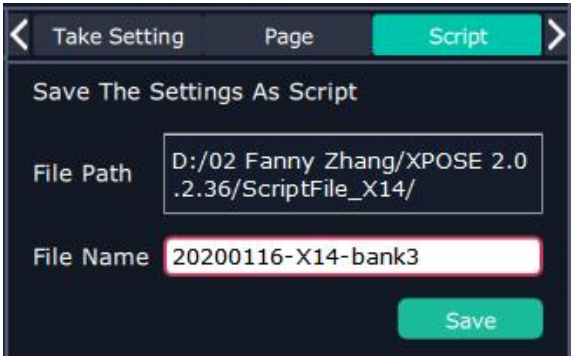 Take Setting Page Script
Save The Settings As Script
File Path
D:/02 Fanny Zhang/XPOSE 2.0
.2.36/ScriptFile_X14/
File Name 20200116-X14-bank3
Save